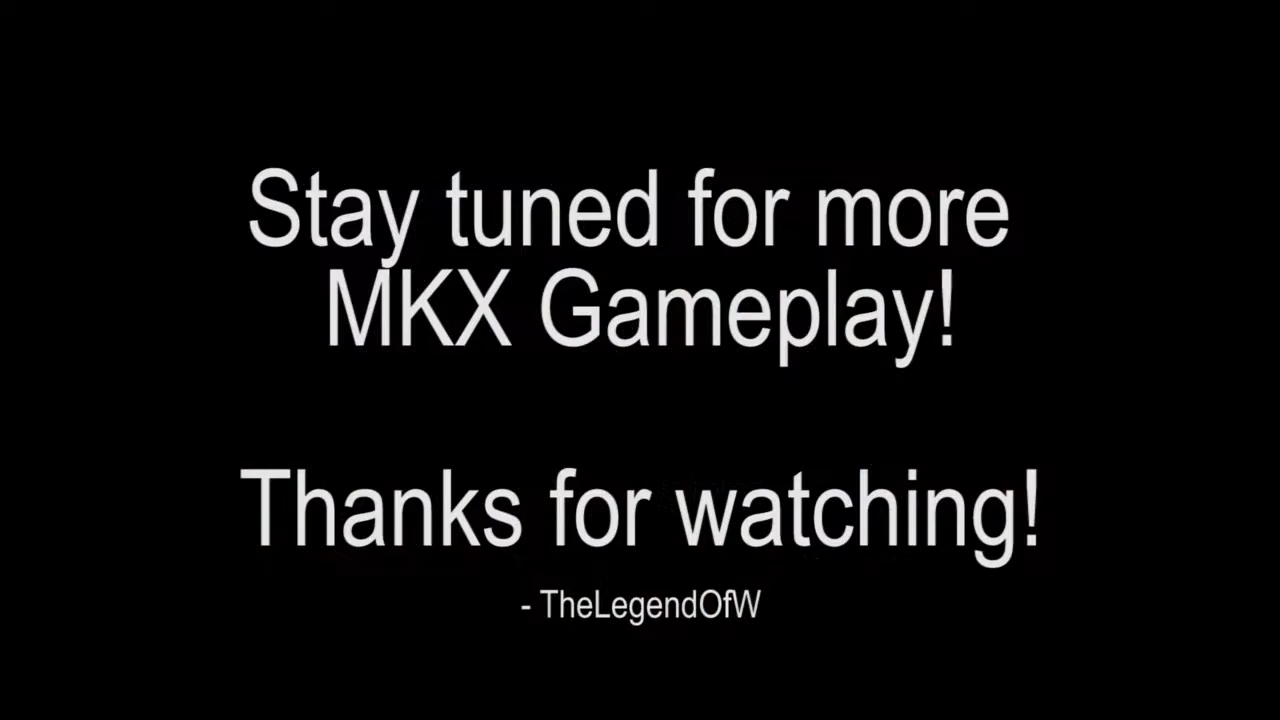 Stay tuned for more
MKX Gameplay!
Thanks for watching!
- TheLegendOfW